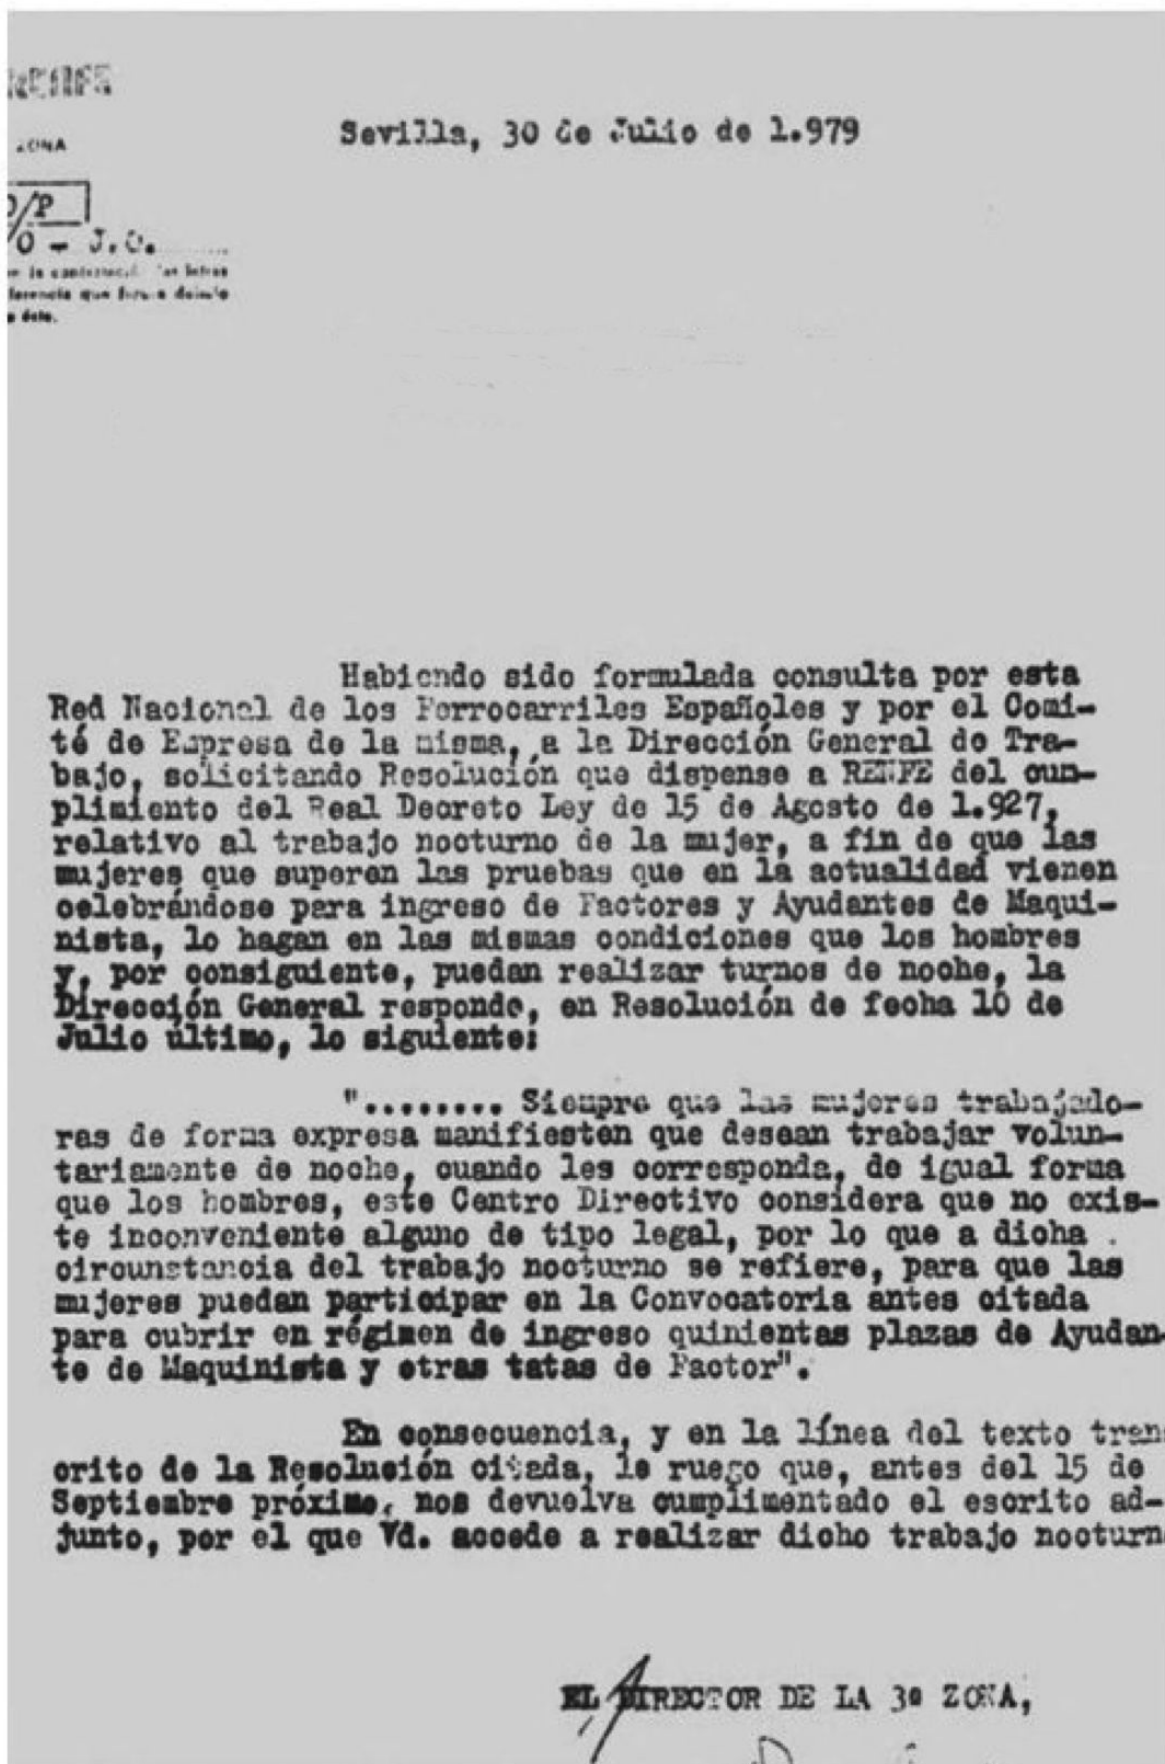 RENFE
ZONA
O/P
/O - J.C.
la contestación las letras
ferencia que figura
éste.
Sevilla, 30 de Julio de 1.979
Habiendo sido formulada consulta por esta
Red Nacional de los Ferrocarriles Españoles y por el Comi-
té de Empresa de la misma, a la Dirección General de Tra-
bajo, solicitando Resolución que dispense a RENFE del cum-
plimiento del Real Decreto Ley de 15 de Agosto de 1.927,
relativo al trabajo nocturno de la mujer, a fin de que las
mujeres que superen las pruebas que en la actualidad vienen
celebrándose para ingreso de Factores y Ayudantes de Maqui-
nista, lo hagan en las mismas condiciones que los hombres
y, por consiguiente, puedan realizar turnos de noche, la
Dirección General responde, en Resolución de fecha 10 de
Julio último, lo siguiente:
"........ Siempre que las mujeres trabajado-
ras de forma expresa manifiesten que desean trabajar volun-
tariamente de noche, cuando les corresponda, de igual forma
que los hombres, este Centro Directivo considera que no exis-
te inconveniente alguno de tipo legal, por lo que a dicha
circunstancia del trabajo nocturno se refiere, para que las
mujeres puedan participar en la Convocatoria antes citada
para cubrir en régimen de ingreso quinientas plazas de Ayudan-
te de Maquinista y otras tatas de Factor".
En consecuencia, y en la línea del texto trans
crito de la Resolución citada, le ruego que, antes del 15 de
Septiembre próximo, nos devuelva cumplimentado el escrito ad-
junto, por el que Vd. accede a realizar dicho trabajo nocturn
EL DIRECTOR DE LA 3ª ZONA,